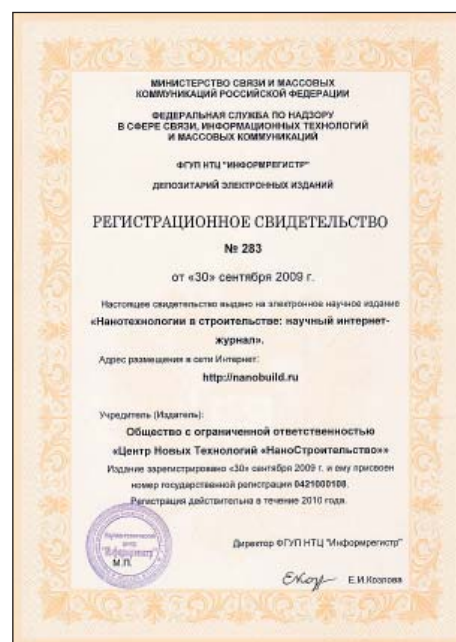 МИНИСТЕРСТВО СВЯЗИ И МАССОВЫХ
КОММУНИКАЦИЙ РОССИЙСКОЙ ФЕДЕРАЦИИ
ФЕДЕРАЛЬНАЯ СЛУЖБА ПО НАДЗОРУ
В СФЕРЕ СВЯЗИ, ИНФОРМАЦИОННЫХ ТЕХНОЛОГИЙ
И МАССОВЫХ КОММУНИКАЦИЙ
ФГУП НТЦ "ИНФОРМРЕГИСТР"
ДЕПОЗИТАРИЙ ЭЛЕКТРОННЫХ ИЗДАНИЙ
РЕГИСТРАЦИОННОЕ СВИДЕТЕЛЬСТВО
№ 283
от «30» сентября 2009 г.
Настоящее свидетельство выдано на электронное научное издание
«Нанотехнологии в строительстве: научный интернет-
журнал».
Адрес размещения в сети Интернет:
http://nanobuild.ru
Учредитель (Издатель):
Общество с ограниченной ответственностью
«Центр Новых Технологий «НаноСтроительство»»
Издание зарегистрировано «30» сентября 2009 г. и ему присвоен
номер государственной регистрации 0421000108.
Регистрация действительна в течение 2010 года.
"Информрегистр"
М.П.
Директор ФГУП НТЦ "Информрегистр"
Е.И.Козлова